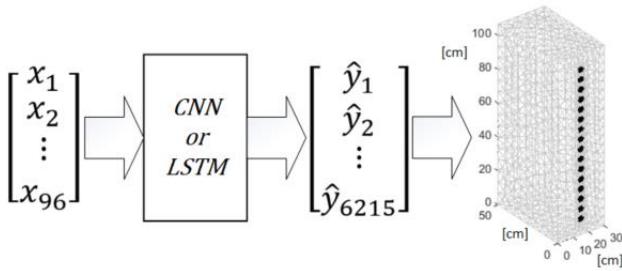 x1
x2
⋮
x96
CNN
or
LSTM
ŷ1
ŷ2
⋮
ŷ6215
[cm]
100
80
60
40
20
0
50
[cm]
0
0
10
20
30
[cm]